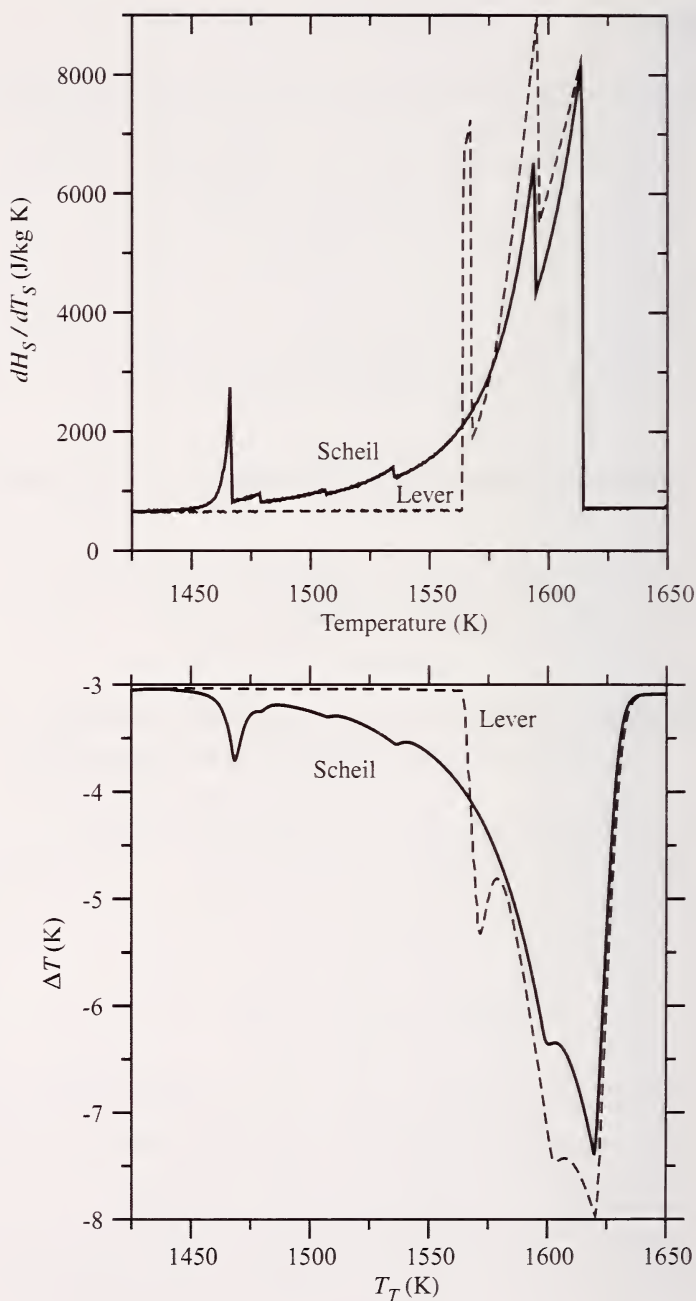 8000
6000
4000
2000
0
dH_S / dT_S (J/kg K)
Scheil
Lever
1450 1500 1550 1600 1650
Temperature (K)
-3
-4
-5
-6
-7
-8
ΔT (K)
Lever
Scheil
1450 1500 1550 1600 1650
T_T (K)